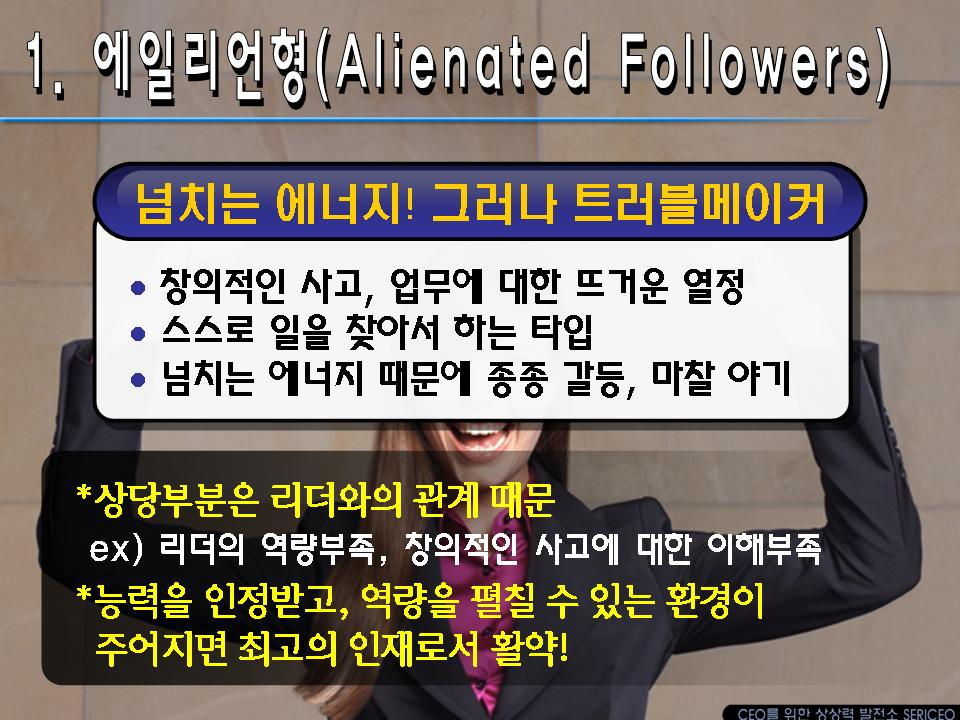 1. 에일리언형(Alienated Followers)
넘치는 에너지! 그러나 트러블메이커
• 창의적인 사고, 업무에 대한 뜨거운 열정
• 스스로 일을 찾아서 하는 타입
• 넘치는 에너지 때문에 종종 갈등, 마찰 야기
*상당부분은 리더와의 관계 때문
ex) 리더의 역량부족, 창의적인 사고에 대한 이해부족
*능력을 인정받고, 역량을 펼칠 수 있는 환경이
주어지면 최고의 인재로서 활약!
CEO를 위한 상상력 발전소 SERICEO